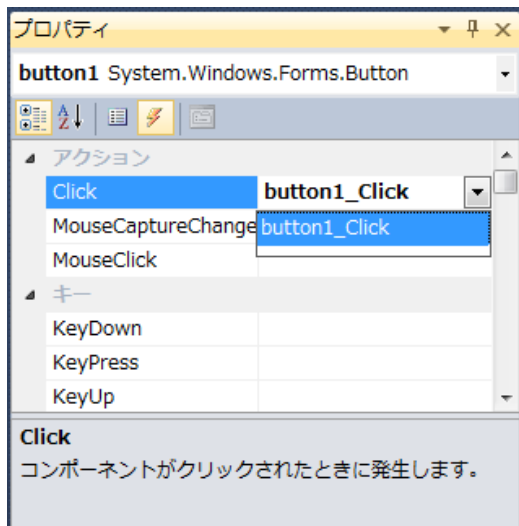 プロパティ
button1 System.Windows.Forms.Button
アクション
Click button1_Click
MouseCaptureChange button1_Click
MouseClick
キー
KeyDown
KeyPress
KeyUp
Click
コンポーネントがクリックされたときに発生します。